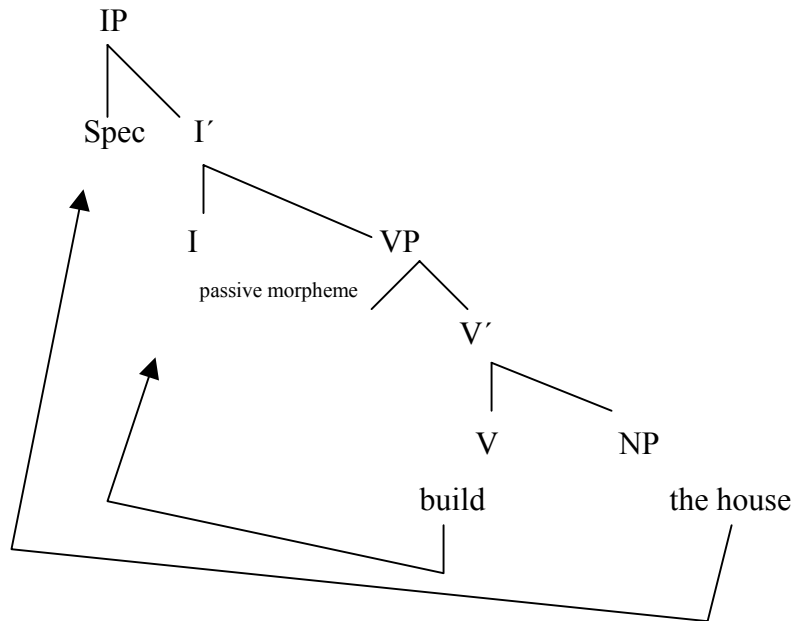 IP
Spec I´
I VP
passive morpheme
V´
V NP
build the house